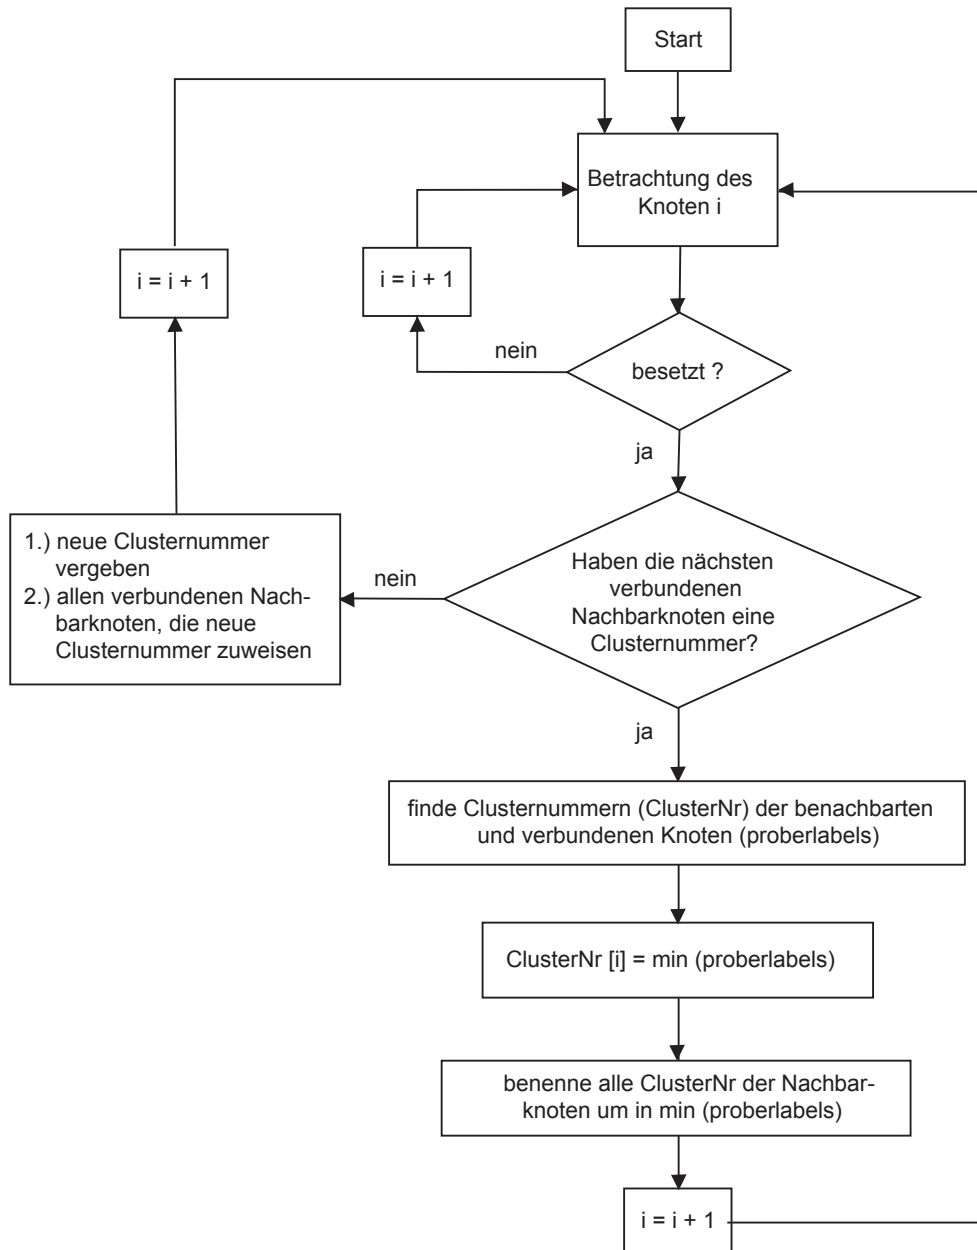 Start
Betrachtung des
Knoten i
i = i + 1
i = i + 1
nein
besetzt ?
ja
1.) neue Clusternummer
vergeben
2.) allen verbundenen Nach-
barknoten, die neue
Clusternummer zuweisen
nein
Haben die nächsten
verbundenen
Nachbarknoten eine
Clusternummer?
ja
finde Clusternummern (ClusterNr) der benachbarten
und verbundenen Knoten (proberlabels)
ClusterNr [i] = min (proberlabels)
benenne alle ClusterNr der Nachbar-
knoten um in min (proberlabels)
i = i + 1